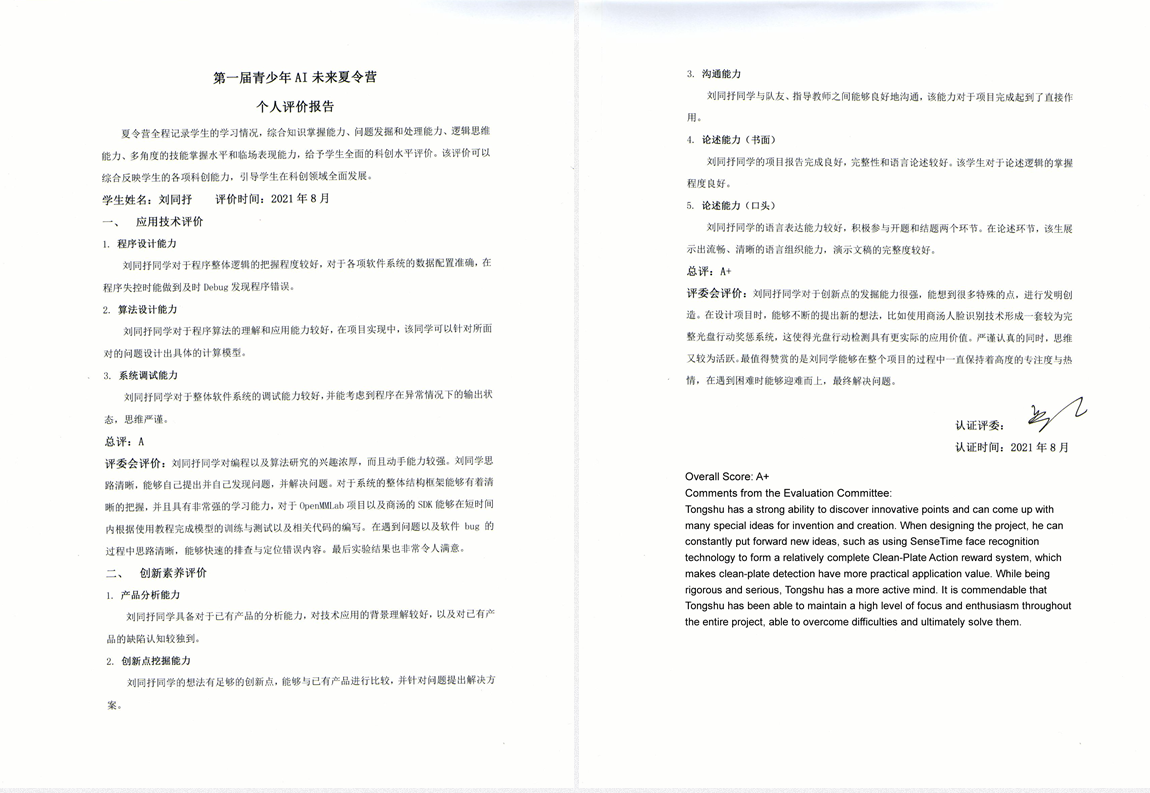 第一届青少年 AI 未来夏令营
个人评价报告
夏令营全程记录学生的学习情况，综合知识掌握能力、问题发掘和处理能力、逻辑思维
能力、多角度的技能掌握水平和临场表现能力，给予学生全面的科创水平评价。该评价可以
综合反映学生的各项科创能力，引导学生在科创领域全面发展。
学生姓名：刘同抒 评价时间：2021 年 8 月
一、 应用技术评价
1. 程序设计能力
刘同抒同学对于程序整体逻辑的把握程度较好，对于各项软件系统的数据配置准确，在
程序失控时能做到及时 Debug 发现程序错误。
2. 算法设计能力
刘同抒同学对于程序算法的理解和应用能力较好，在项目实现中，该同学可以针对所面
对的问题设计出具体的计算模型。
3. 系统调试能力
刘同抒同学对于整体软件系统的调试能力较好，并能考虑到程序在异常情况下的输出状
态，思维严谨。
总评：A
评委会评价：刘同抒同学对编程以及算法研究的兴趣浓厚，而且动手能力较强。刘同学思
路清晰，能够自己提出并自己发现问题，并解决问题。对于系统的整体结构框架能够有着清
晰的把握，并且具有非常强的学习能力，对于 OpenMMLab 项目以及商汤的 SDK 能够在短时间
内根据使用教程完成模型的训练与测试以及相关代码的编写。在遇到问题以及软件 bug 的
过程中思路清晰，能够快速的排查与定位错误内容。最后实验结果也非常令人满意。
二、 创新素养评价
1. 产品分析能力
刘同抒同学具备对于已有产品的分析能力，对技术应用的背景理解较好，以及对已有产
品的缺陷认知较独到。
2. 创新点挖掘能力
刘同抒同学的想法有足够的创新点，能够与已有产品进行比较，并针对问题提出解决方
案。
3. 沟通能力
刘同抒同学与队友、指导教师之间能够良好地沟通，该能力对于项目完成起到了直接作
用。
4. 论述能力（书面）
刘同抒同学的项目报告完成良好，完整性和语言论述较好。该学生对于论述逻辑的掌握
程度良好。
5. 论述能力（口头）
刘同抒同学的语言表达能力较好，积极参与开题和结题两个环节。在论述环节，该生展
示出流畅、清晰的语言组织能力，演示文稿的完整度较好。
总评：A+
评委会评价：刘同抒同学对于创新点的发掘能力很强，能想到很多特殊的点，进行发明创
造。在设计项目时，能够不断的提出新的想法，比如使用商汤人脸识别技术形成一套较为完
整光盘行动奖惩系统，这使得光盘行动检测具有更实际的应用价值。严谨认真的同时，思维
又较为活跃。最值得赞赏的是刘同学能够在整个项目的过程中一直保持着高度的专注度与热
情，在遇到困难时能够迎难而上，最终解决问题。
认证评委：
认证时间：2021 年 8 月
Overall Score: A+
Comments from the Evaluation Committee:
Tongshu has a strong ability to discover innovative points and can come up with
many special ideas for invention and creation. When designing the project, he can
constantly put forward new ideas, such as using SenseTime face recognition
technology to form a relatively complete Clean-Plate Action reward system, which
makes clean-plate detection have more practical application value. While being
rigorous and serious, Tongshu has a more active mind. It is commendable that
Tongshu has been able to maintain a high level of focus and enthusiasm throughout
the entire project, able to overcome difficulties and ultimately solve them.